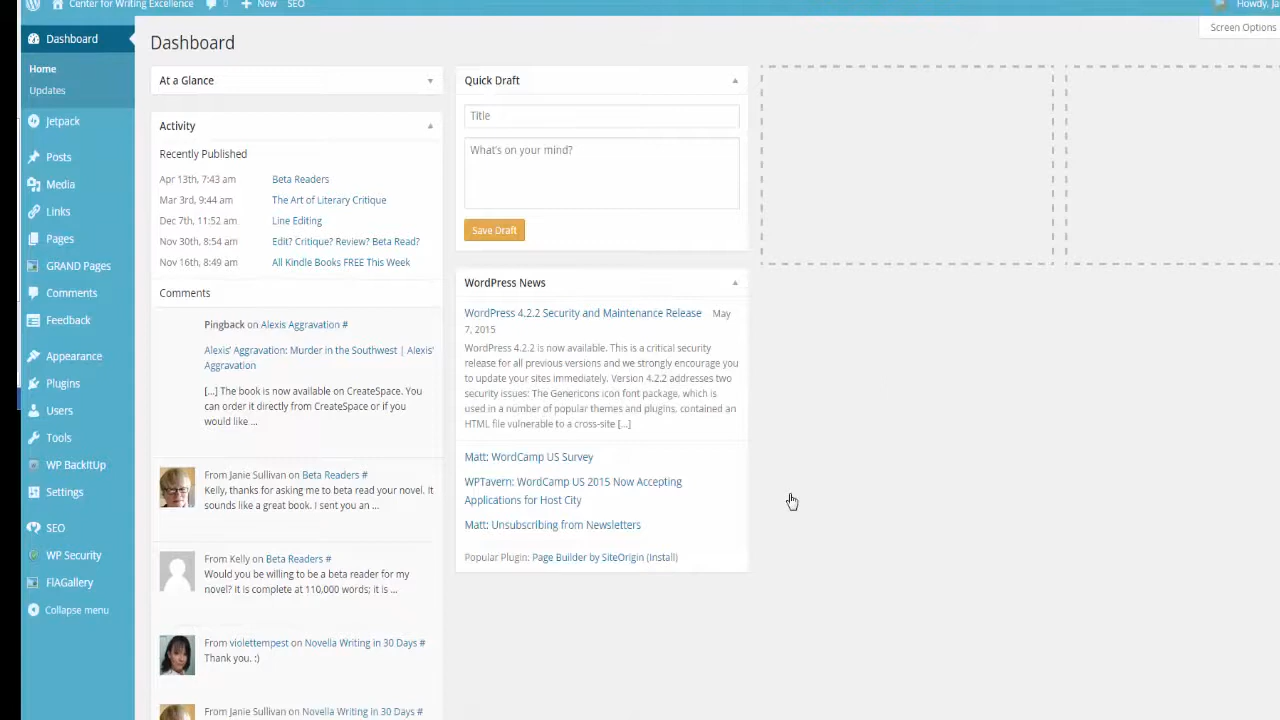 Center for Writing Excellence 0 + New SEO Howdy, Ja
Dashboard
Screen Options
Home
Updates
Jetpack
Posts
Media
Links
Pages
GRAND Pages
Comments
Feedback
Appearance
Plugins
Users
Tools
WP BackItUp
Settings
SEO
WP Security
FlAGallery
Collapse menu
Dashboard
At a Glance
Activity
Recently Published
Apr 13th, 7:43 am Beta Readers
Mar 3rd, 9:44 am The Art of Literary Critique
Dec 7th, 11:52 am Line Editing
Nov 30th, 8:54 am Edit? Critique? Review? Beta Read?
Nov 16th, 8:49 am All Kindle Books FREE This Week
Comments
Pingback on Alexis Aggravation #
Alexis' Aggravation: Murder in the Southwest | Alexis'
Aggravation
[...] The book is now available on CreateSpace. You
can order it directly from CreateSpace or if you
would like ...
From Janie Sullivan on Beta Readers #
Kelly, thanks for asking me to beta read your novel. It
sounds like a great book. I sent you an ...
From Kelly on Beta Readers #
Would you be willing to be a beta reader for my
novel? It is complete at 110,000 words; it is ...
From violettempest on Novella Writing in 30 Days #
Thank you. :)
From Janie Sullivan on Novella Writing in 30 Days #
Quick Draft
Title
What's on your mind?
Save Draft
WordPress News
WordPress 4.2.2 Security and Maintenance Release May
7, 2015
WordPress 4.2.2 is now available. This is a critical security
release for all previous versions and we strongly encourage you
to update your sites immediately. Version 4.2.2 addresses two
security issues: The Genericons icon font package, which is
used in a number of popular themes and plugins, contained an
HTML file vulnerable to a cross-site [...]
Matt: WordCamp US Survey
WPTavern: WordCamp US 2015 Now Accepting
Applications for Host City
Matt: Unsubscribing from Newsletters
Popular Plugin: Page Builder by SiteOrigin (Install)